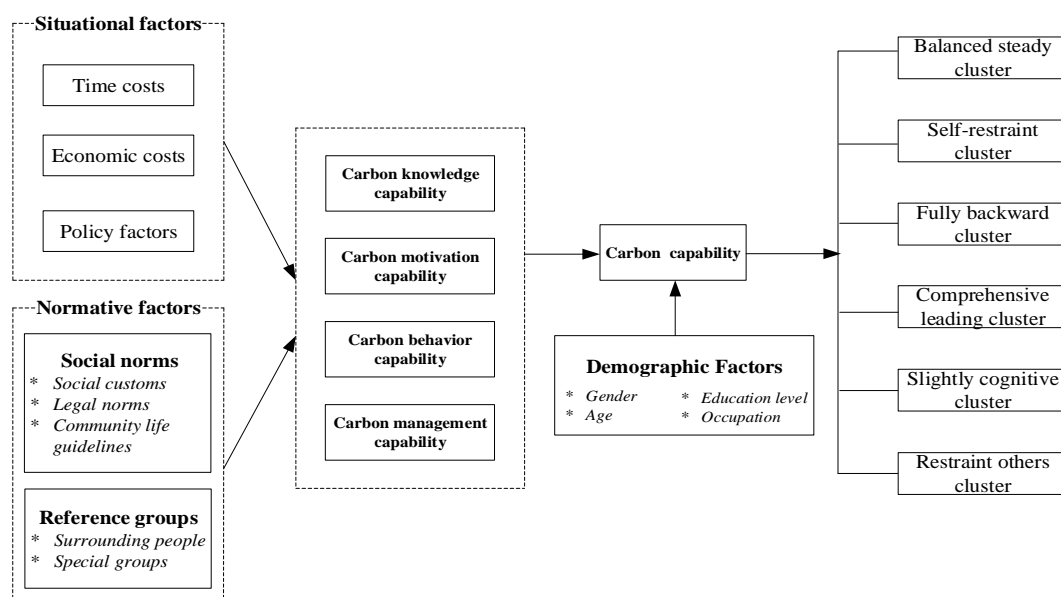 Situational factors
Time costs
Economic costs
Policy factors
Normative factors
Social norms
* Social customs
* Legal norms
* Community life
guidelines
Reference groups
* Surrounding people
* Special groups
Carbon knowledge
capability
Carbon motivation
capability
Carbon behavior
capability
Carbon management
capability
Carbon capability
Demographic Factors
* Gender * Education level
* Age * Occupation
Balanced steady
cluster
Self-restraint
cluster
Fully backward
cluster
Comprehensive
leading cluster
Slightly cognitive
cluster
Restraint others
cluster